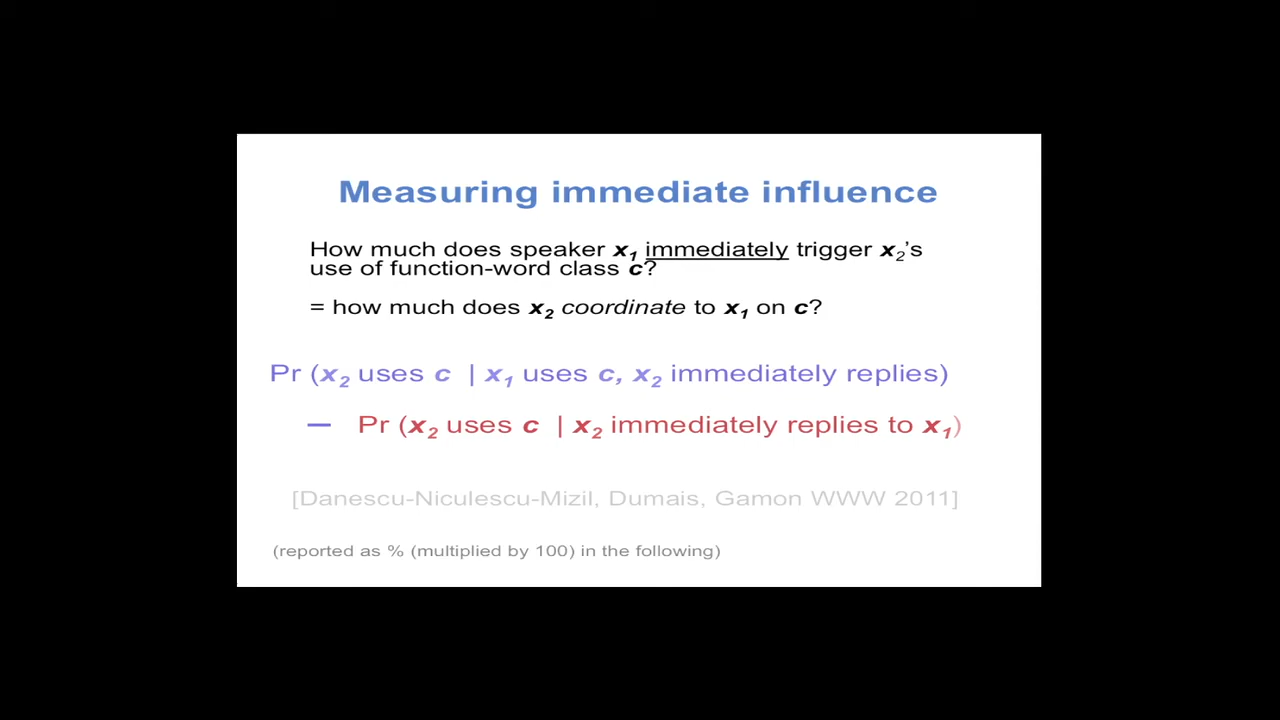 Measuring immediate influence
How much does speaker x1 immediately trigger x2's
use of function-word class c?
= how much does x2 coordinate to x1 on c?
Pr (x2 uses c | x1 uses c, x2 immediately replies)
— Pr (x2 uses c | x2 immediately replies to x1)
[Danescu-Niculescu-Mizil, Dumais, Gamon WWW 2011]
(reported as % (multiplied by 100) in the following)